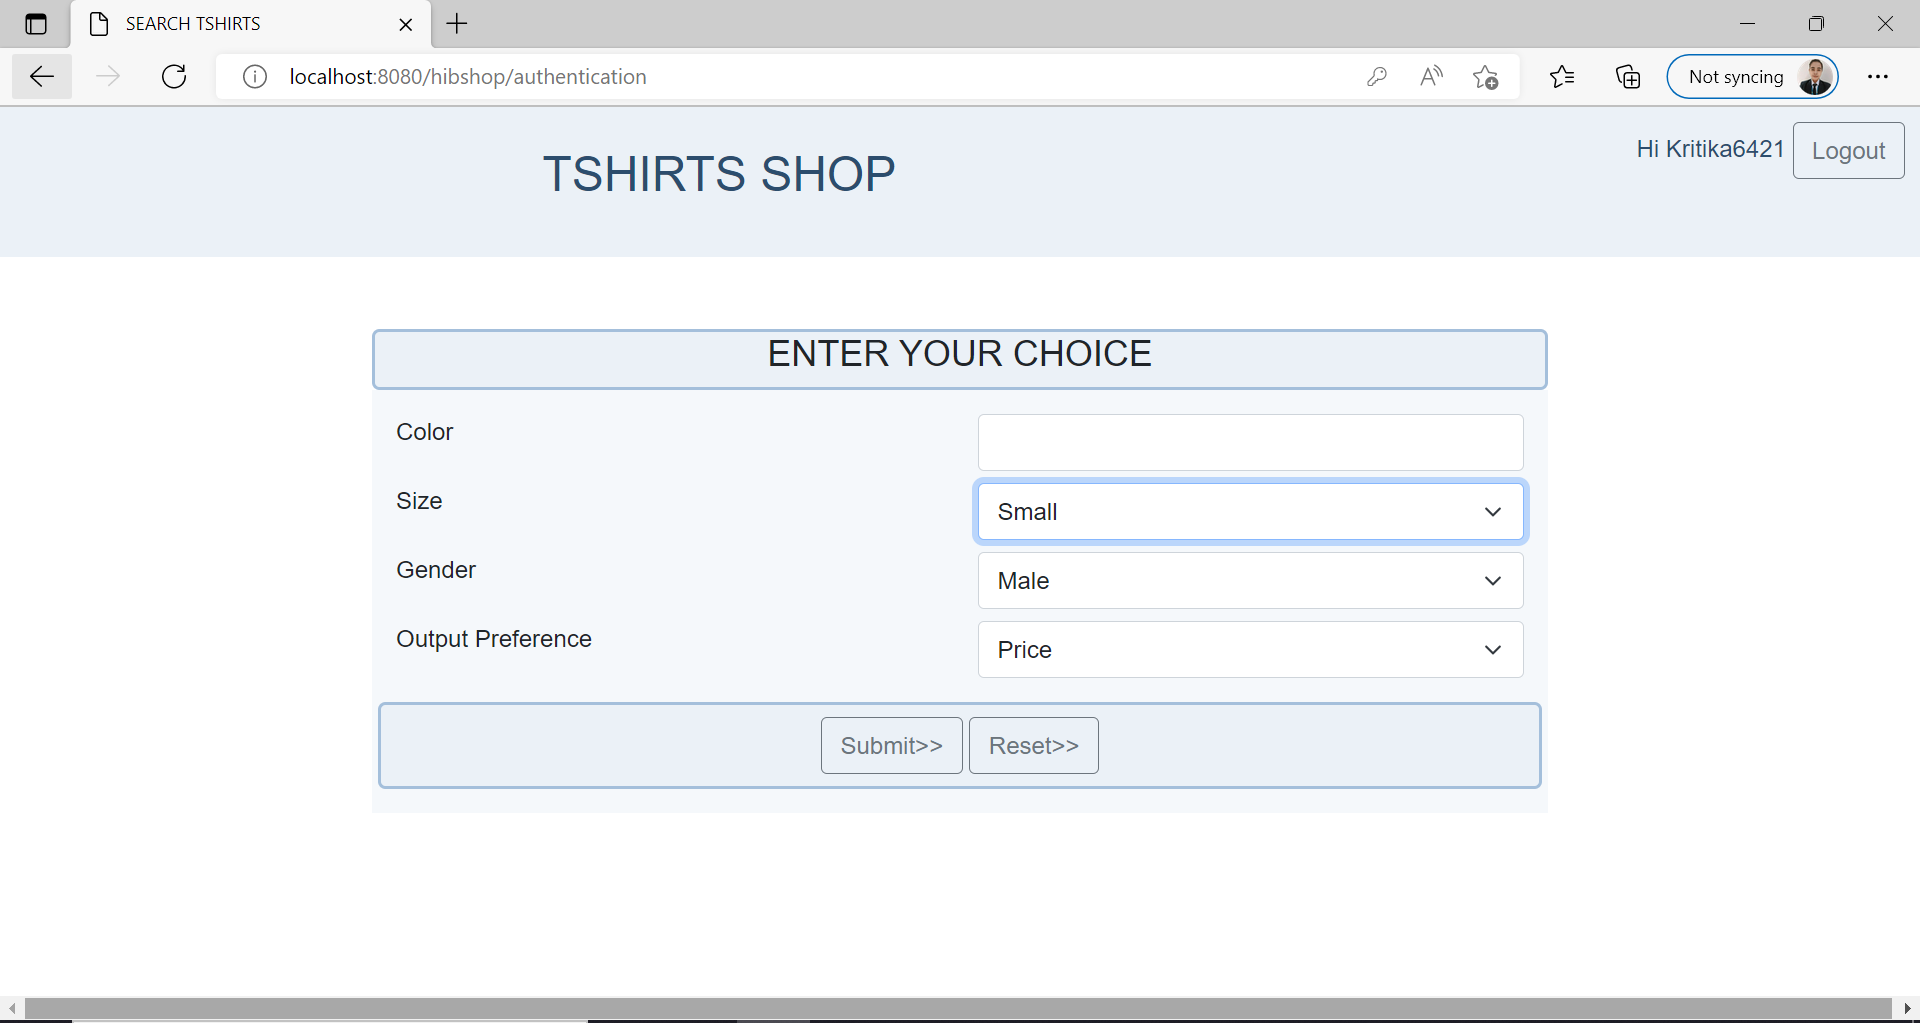 SEARCH TSHIRTS
localhost:8080/hibshop/authentication
Not syncing
TSHIRTS SHOP
Hi Kritika6421
Logout
ENTER YOUR CHOICE
Color
Size
Small
Gender
Male
Output Preference
Price
Submit>>
Reset>>